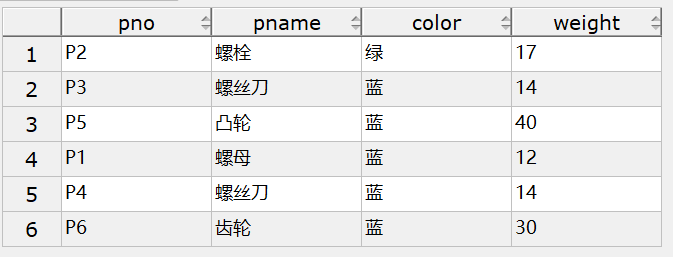 pno pname color weight
1 P2 螺栓 绿 17
2 P3 螺丝刀 蓝 14
3 P5 凸轮 蓝 40
4 P1 螺母 蓝 12
5 P4 螺丝刀 蓝 14
6 P6 齿轮 蓝 30